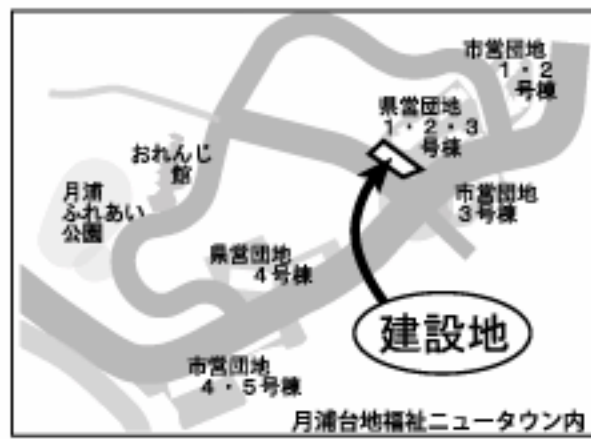 市営団地
１・２
号棟
県営団地
１・２・３
号棟
おれんじ
館
月浦
ふれあい
公園
市営団地
３号棟
県営団地
４号棟
建設地
市営団地
４・５号棟
月浦台地福祉ニュータウン内